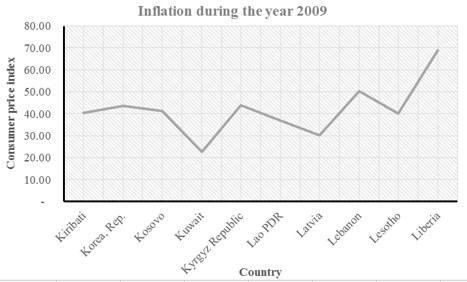 Inflation during the year 2009
Consumer price index
80.00
70.00
60.00
50.00
40.00
30.00
20.00
10.00
-
Kiribati
Korea, Rep.
Kosovo
Kuwait
Kyrgyz Republic
Lao PDR
Latvia
Lebanon
Lesotho
Liberia
Country